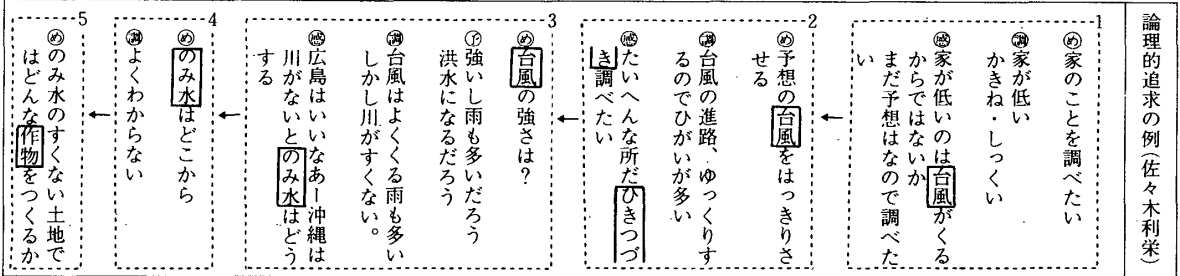 論理的追求の例(佐々木利栄)
1
め 家のことを調べたい
調 家が低い
かきね・しっくい
感 家が低いのは台風がくる
からではないか
まだ予想はなので調べた
い
2
め 予想の台風をはっきりさ
せる
調 台風の進路、ゆっくりす
るのでひがいが多い
感 たいへんな所だひきつづ
き調べたい
3
め 台風の強さは?
予 強いし雨も多いだろう
洪水になるだろう
調 台風はよくくる雨も多い
しかし川がすくない。
感 広島はいいなあー沖縄は
川がないとのみ水はどう
する
4
め のみ水はどこから
調 よくわからない
5
め のみ水のすくない土地で
はどんな作物をつくるか